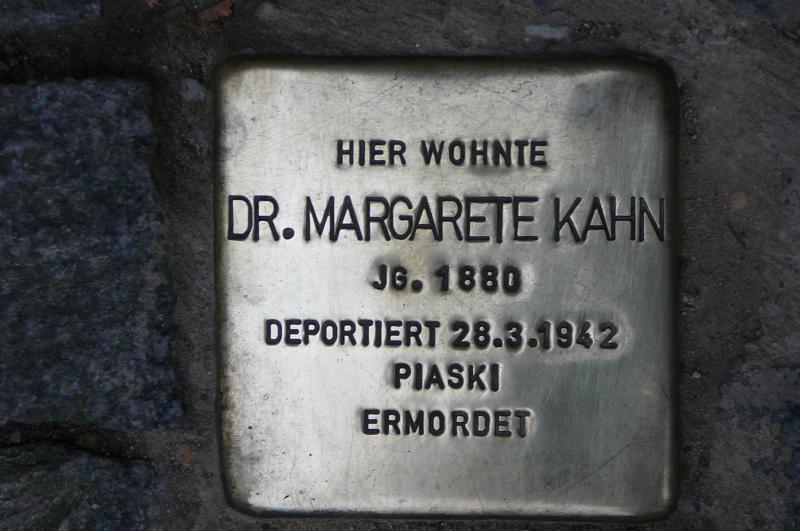 HIER WOHNTE
DR. MARGARETE KAHN
JG. 1880
DEPORTIERT 28.3.1942
PIASKI
ERMORDET